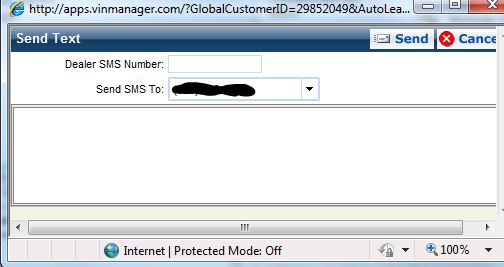 http://apps.vinmanager.com/?GlobalCustomerID=29852049&AutoLea...
Send Text
Send
Cance
Dealer SMS Number:
Send SMS To:
Internet | Protected Mode: Off
100%